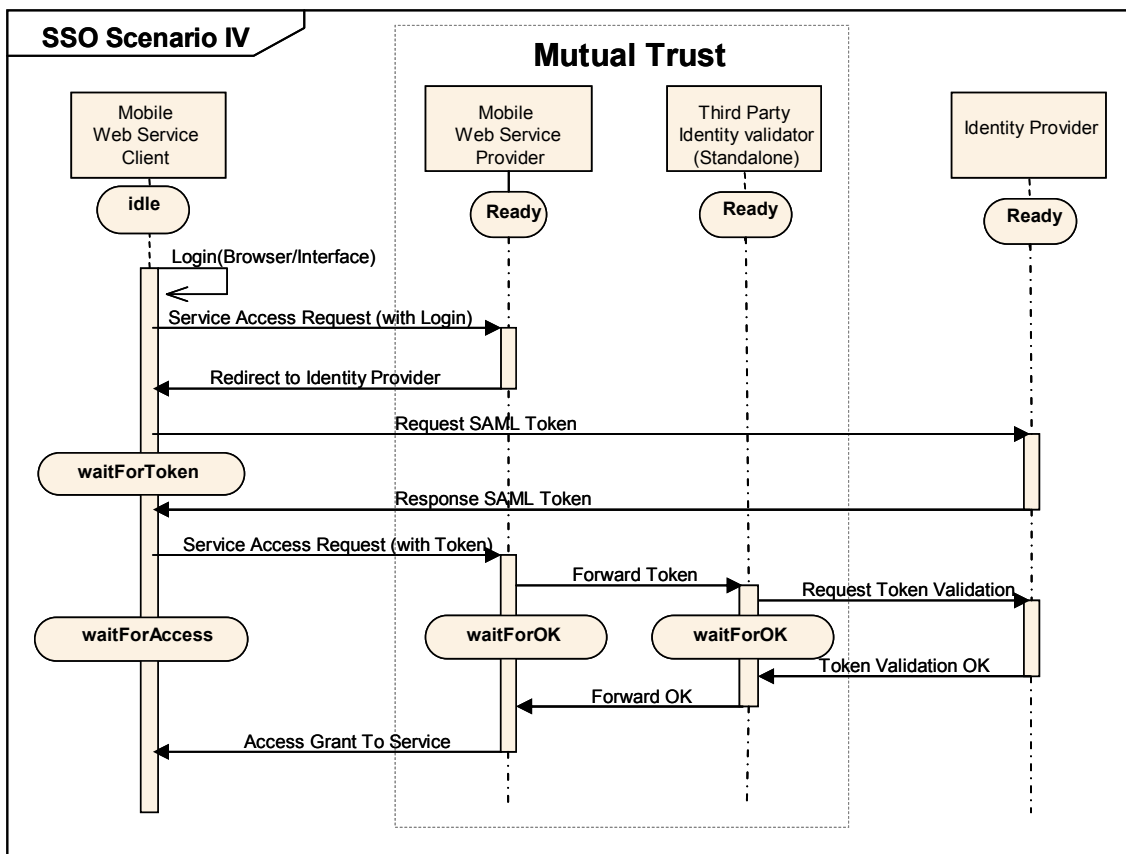 SSO Scenario IV
Mutual Trust
Mobile
Web Service
Client
Mobile
Web Service
Provider
Third Party
Identity validator
(Standalone)
Identity Provider
idle
Ready
Ready
Ready
Login(Browser/Interface)
Service Access Request (with Login)
Redirect to Identity Provider
Request SAML Token
waitForToken
Response SAML Token
Service Access Request (with Token)
Forward Token
Request Token Validation
waitForAccess
waitForOK
waitForOK
Token Validation OK
Forward OK
Access Grant To Service